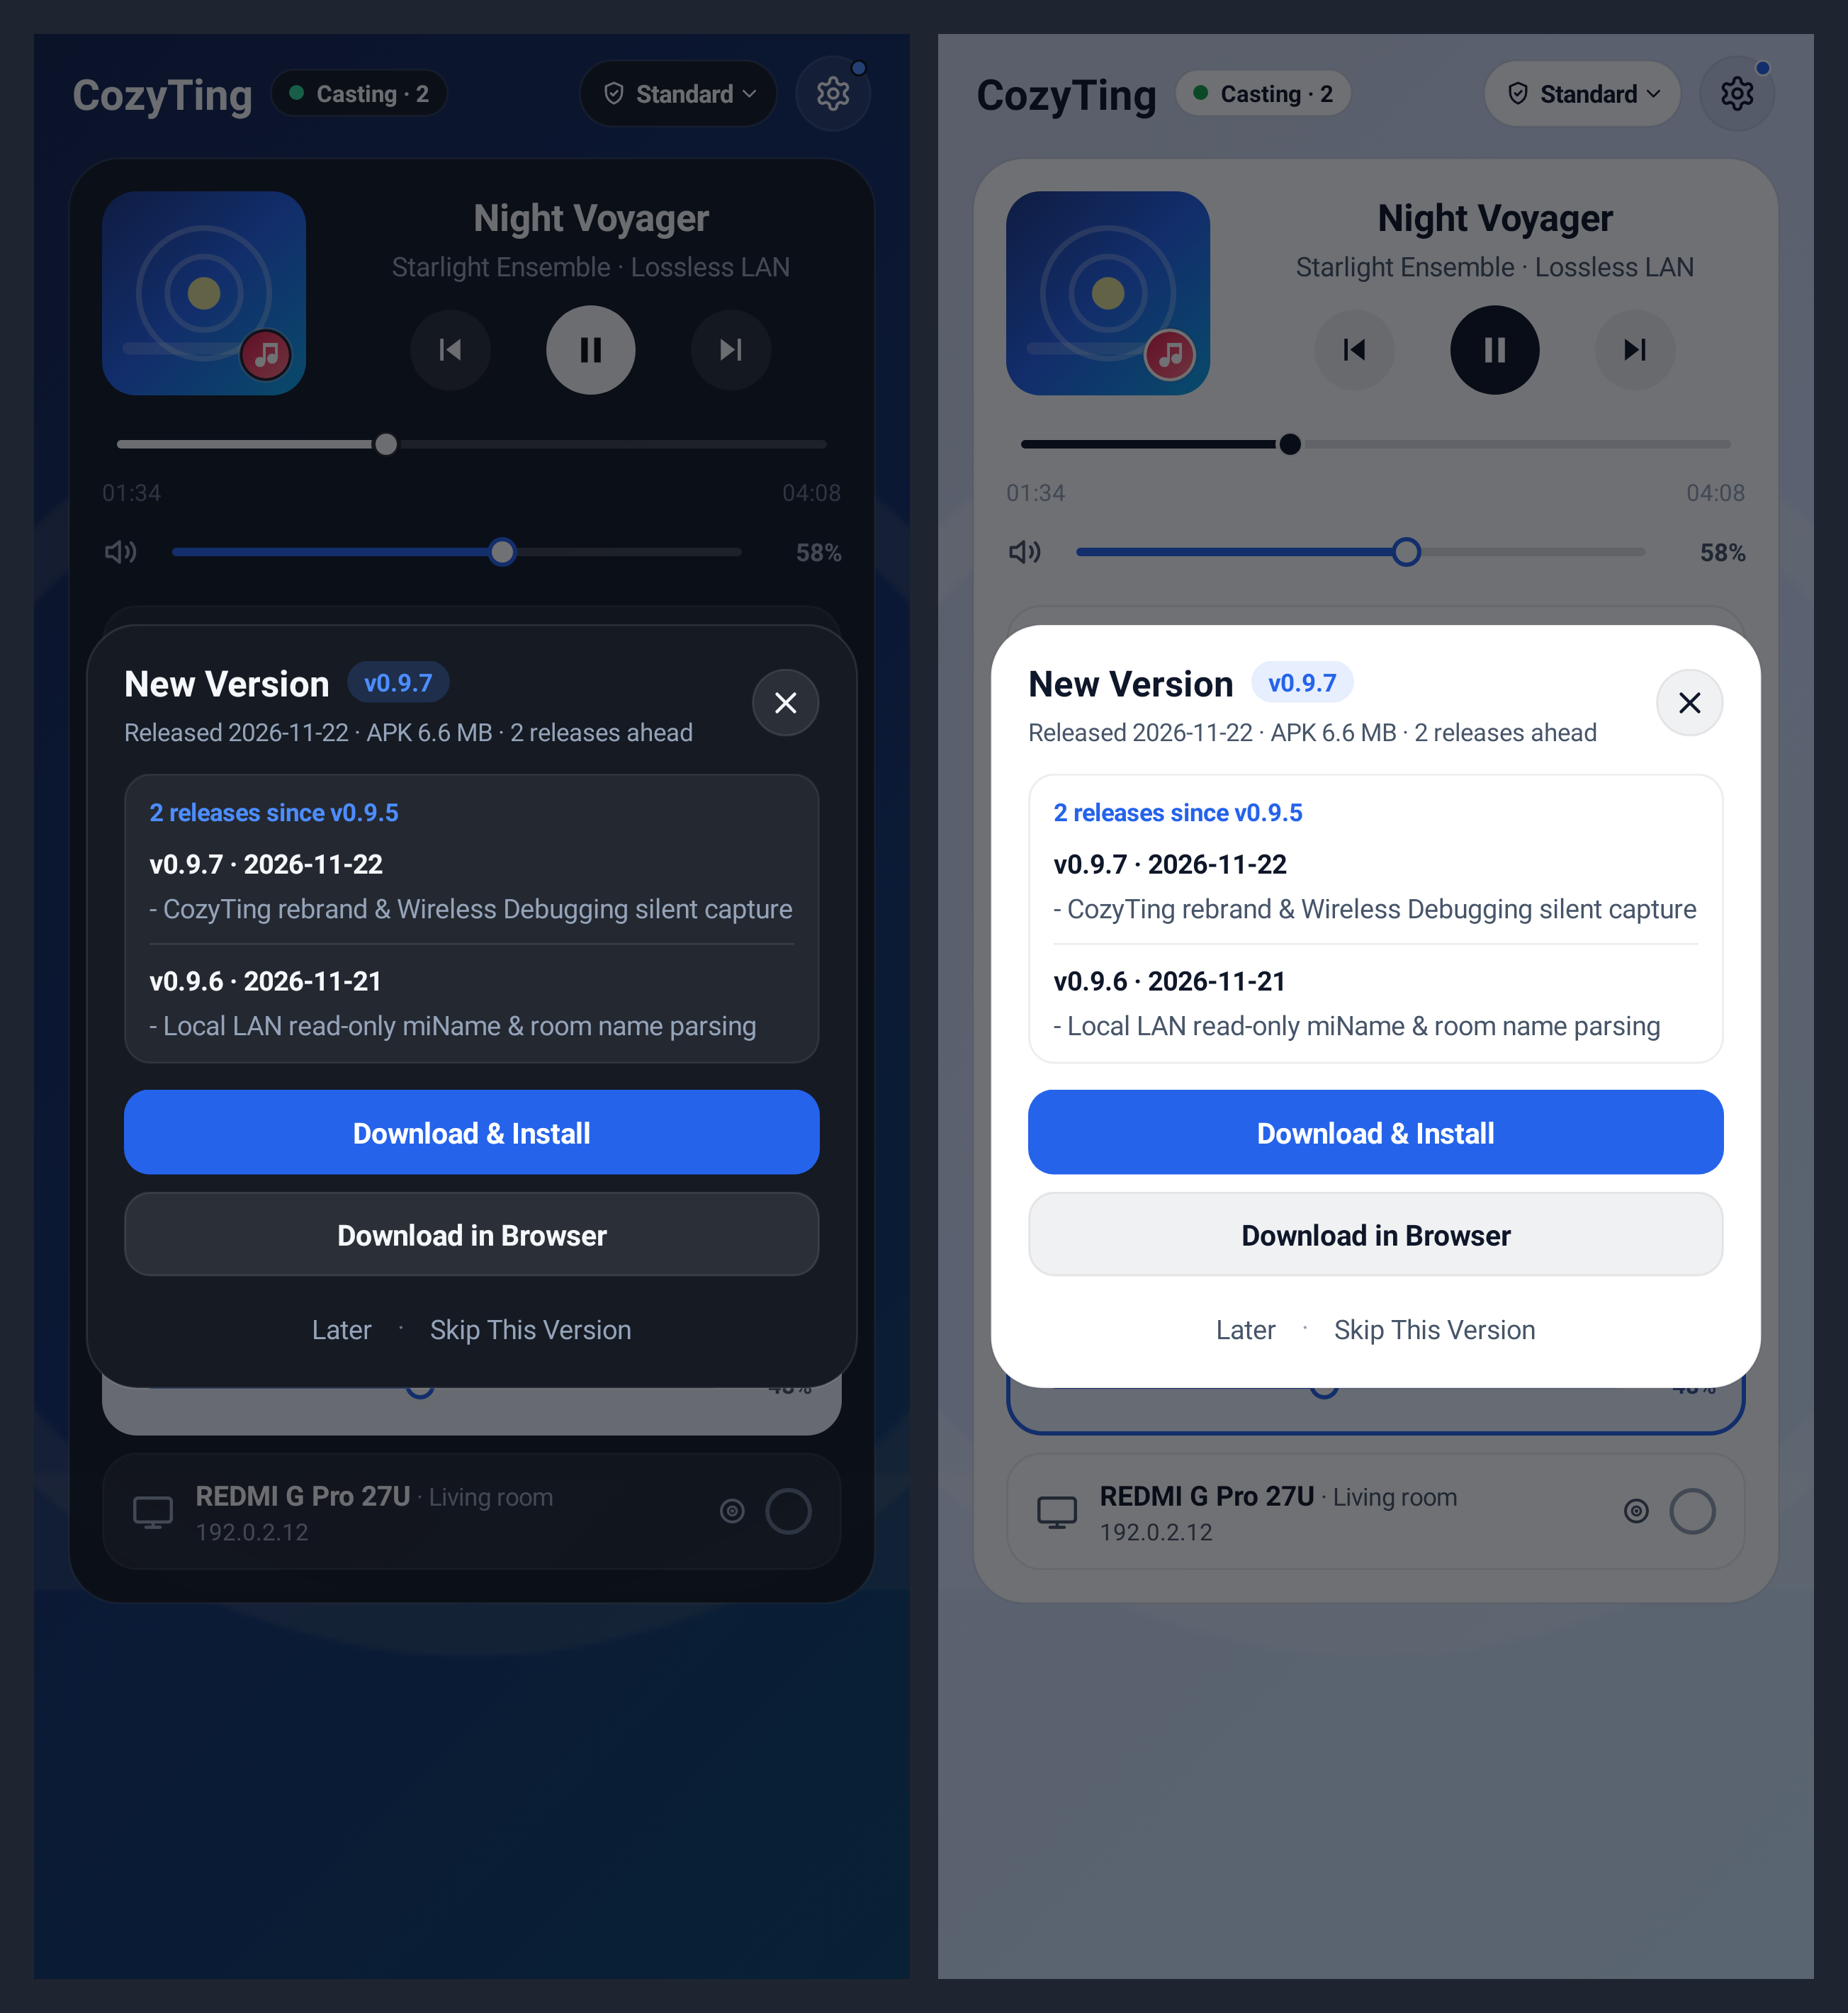 CozyTing
Casting · 2
Standard
Night Voyager
Starlight Ensemble · Lossless LAN
01:34
04:08
58%
New Version
v0.9.7
Released 2026-11-22 · APK 6.6 MB · 2 releases ahead
2 releases since v0.9.5
v0.9.7 · 2026-11-22
- CozyTing rebrand & Wireless Debugging silent capture
v0.9.6 · 2026-11-21
- Local LAN read-only miName & room name parsing
Download & Install
Download in Browser
Later · Skip This Version
REDMI G Pro 27U · Living room
192.0.2.12
CozyTing
Casting · 2
Standard
Night Voyager
Starlight Ensemble · Lossless LAN
01:34
04:08
58%
New Version
v0.9.7
Released 2026-11-22 · APK 6.6 MB · 2 releases ahead
2 releases since v0.9.5
v0.9.7 · 2026-11-22
- CozyTing rebrand & Wireless Debugging silent capture
v0.9.6 · 2026-11-21
- Local LAN read-only miName & room name parsing
Download & Install
Download in Browser
Later · Skip This Version
REDMI G Pro 27U · Living room
192.0.2.12